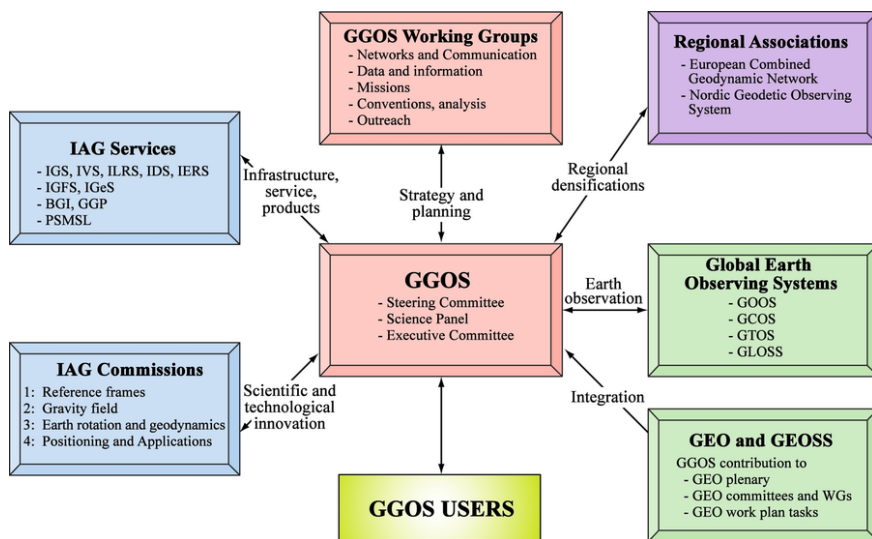 GGOS Working Groups
- Networks and Communication
- Data and information
- Missions
- Conventions, analysis
- Outreach
Regional Associations
- European Combined
Geodynamic Network
- Nordic Geodetic Observing
System
IAG Services
- IGS, IVS, ILRS, IDS, IERS
- IGFS, IGeS
- BGI, GGP
- PSMSL
Infrastructure,
service,
products
Strategy and
planning
Regional
densifications
GGOS
- Steering Committee
- Science Panel
- Executive Committee
Earth
observation
Global Earth
Observing Systems
- GOOS
- GCOS
- GTOS
- GLOSS
IAG Commissions
1: Reference frames
2: Gravity field
3: Earth rotation and geodynamics
4: Positioning and Applications
Scientific and
technological
innovation
Integration
GEO and GEOSS
GGOS contribution to
- GEO plenary
- GEO committees and WGs
- GEO work plan tasks
GGOS USERS